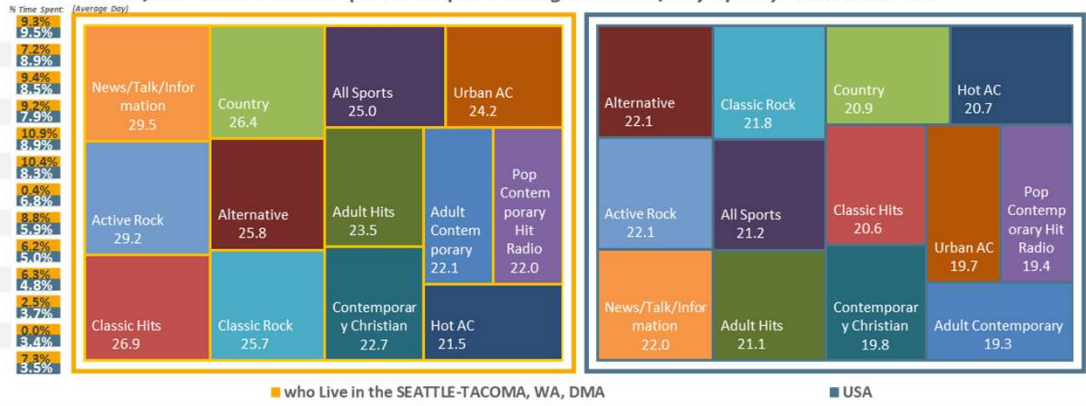 % Time Spent: (Average Day)
9.3%
9.5%
7.2%
8.9%
9.4%
8.5%
9.2%
7.9%
10.9%
8.9%
10.4%
8.3%
0.4%
6.8%
8.8%
5.9%
6.2%
5.0%
6.3%
4.8%
2.5%
3.7%
0.0%
3.4%
7.3%
3.5%
News/Talk/Infor
mation
29.5
Country
26.4
All Sports
25.0
Urban AC
24.2
Active Rock
29.2
Alternative
25.8
Adult Hits
23.5
Adult
Contem
porary
22.1
Pop
Contem
porary
Hit
Radio
22.0
Classic Hits
26.9
Classic Rock
25.7
Contemporar
y Christian
22.7
Hot AC
21.5
Alternative
22.1
Classic Rock
21.8
Country
20.9
Hot AC
20.7
Active Rock
22.1
All Sports
21.2
Classic Hits
20.6
Urban AC
19.7
Pop
Contemp
orary Hit
Radio
19.4
News/Talk/Infor
mation
22.0
Adult Hits
21.1
Contemporar
y Christian
19.8
Adult Contemporary
19.3
who Live in the SEATTLE-TACOMA, WA, DMA
USA